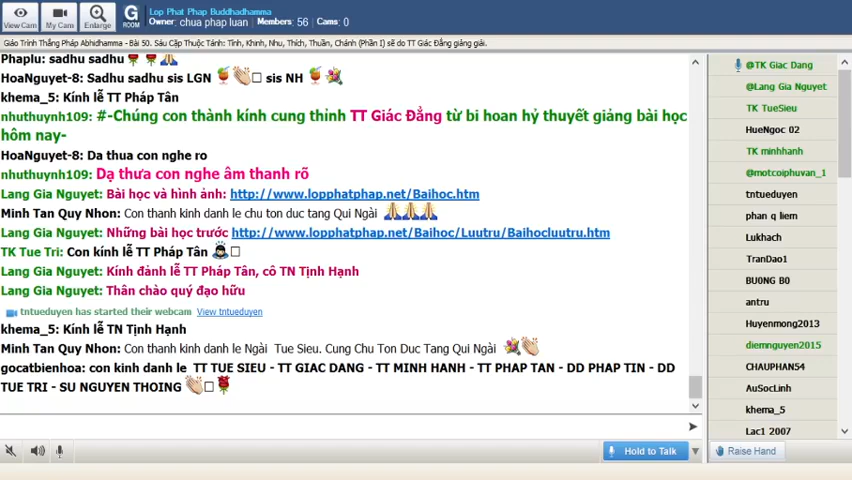 View Cam
My Cam
Enlarge
G ROOM
Lop Phat Phap Buddhadhamma
Owner: chua phap luan Members: 56 Cams: 0
Giáo Trình Thắng Pháp Abhidhamma - Bài 50. Sáu Cặp Thuộc Tánh: Tịnh, Khinh, Nhu, Thích, Thuần, Chánh (Phần I) sẽ do TT Giác Đẳng giảng giải.
Phaplu: sadhu sadhu
HoaNguyet-8: Sadhu sadhu sis LGN sis NH
khema_5: Kính lễ TT Pháp Tân
nhuthuynh109: #-Chúng con thành kính cung thỉnh TT Giác Đẳng từ bi hoan hỷ thuyết giảng bài học
hôm nay-
HoaNguyet-8: Da thua con nghe ro
nhuthuynh109: Dạ thưa con nghe âm thanh rõ
Lang Gia Nguyet: Bài học và hình ảnh: http://www.lopphatphap.net/Baihoc.htm
Minh Tan Quy Nhon: Con thanh kinh danh le chu ton duc tang Qui Ngài
Lang Gia Nguyet: Những bài học trước http://www.lopphatphap.net/Baihoc/Luutru/Baihocluutru.htm
TK Tue Tri: Con kính lễ TT Pháp Tân
Lang Gia Nguyet: Kính đảnh lễ TT Pháp Tân, cô TN Tịnh Hạnh
Lang Gia Nguyet: Thân chào quý đạo hữu
tntueduyen has started their webcam View tntueduyen
khema_5: Kính lễ TN Tịnh Hạnh
Minh Tan Quy Nhon: Con thanh kinh danh le Ngài Tue Sieu. Cung Chu Ton Duc Tang Qui Ngài
gocatbienhoa: con kinh danh le TT TUE SIEU - TT GIAC DANG - TT MINH HANH - TT PHAP TAN - DD PHAP TIN - DD
TUE TRI - SU NGUYEN THOING
@TK Giac Dang
@Lang Gia Nguyet
TK TueSieu
HueNgoc 02
TK minhhanh
@motcoiphuvan_1
tntueduyen
phan q liem
Lukhach
TranDao1
BU0NG B0
antru
Huyenmong2013
diemnguyen2015
CHAUPHAN54
AuSocLinh
khema_5
Lac1 2007
Hold to Talk
Raise Hand